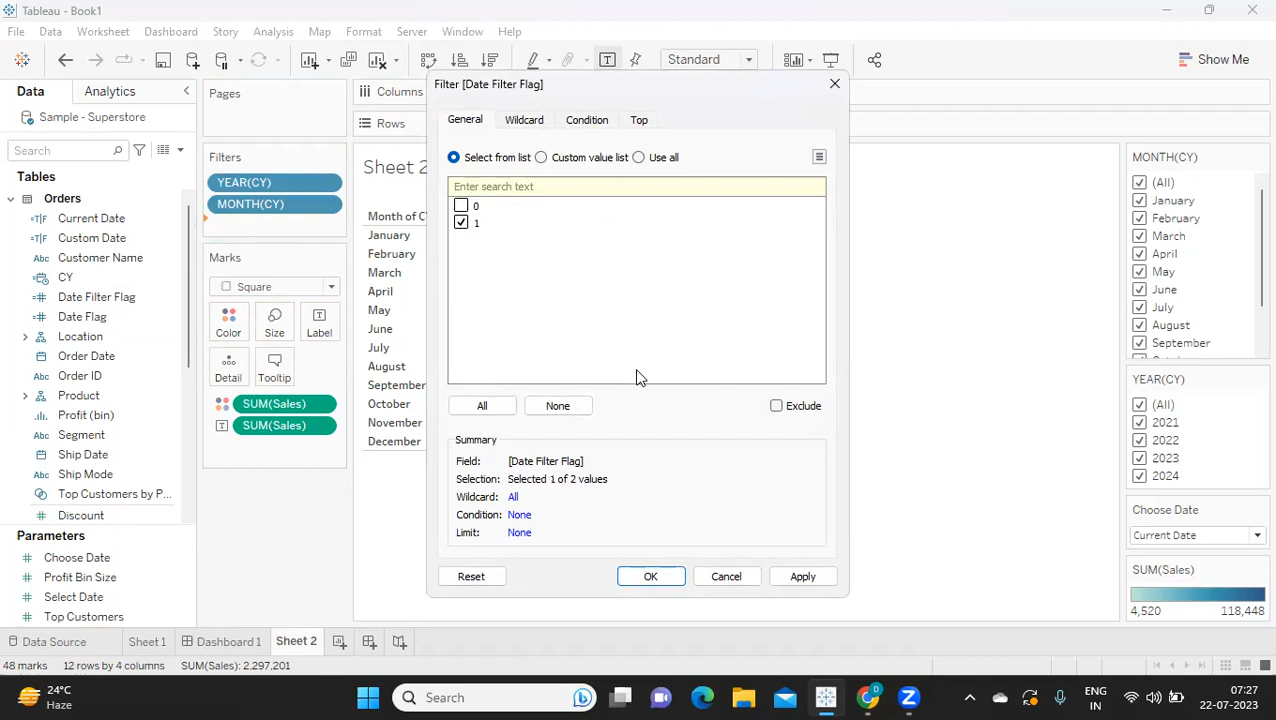 Tableau - Book1
File Data Worksheet Dashboard Story Analysis Map Format Server Window Help
Standard
Show Me
Data Analytics
Sample - Superstore
Search
Tables
Orders
Current Date
Custom Date
Customer Name
CY
Date Filter Flag
Date Flag
Location
Order Date
Order ID
Product
Profit (bin)
Segment
Ship Date
Ship Mode
Top Customers by P...
Discount
Parameters
Choose Date
Profit Bin Size
Select Date
Top Customers
Pages
Filters
YEAR(CY)
MONTH(CY)
Marks
Square
Color Size Label
Detail Tooltip
SUM(Sales)
SUM(Sales)
Columns
Rows
Sheet 2
Month of C
January
February
March
April
May
June
July
August
September
October
November
December
Filter [Date Filter Flag]
General Wildcard Condition Top
Select from list Custom value list Use all
Enter search text
0
1
All None Exclude
Summary
Field: [Date Filter Flag]
Selection: Selected 1 of 2 values
Wildcard: All
Condition: None
Limit: None
Reset OK Cancel Apply
MONTH(CY)
(All)
January
February
March
April
May
June
July
August
September
YEAR(CY)
(All)
2021
2022
2023
2024
Choose Date
Current Date
SUM(Sales)
4,520 118,448
Data Source Sheet 1 Dashboard 1 Sheet 2
48 marks 12 rows by 4 columns SUM(Sales): 2,297,201
24°C
Haze
Search
ENG
IN
07:27
22-07-2023